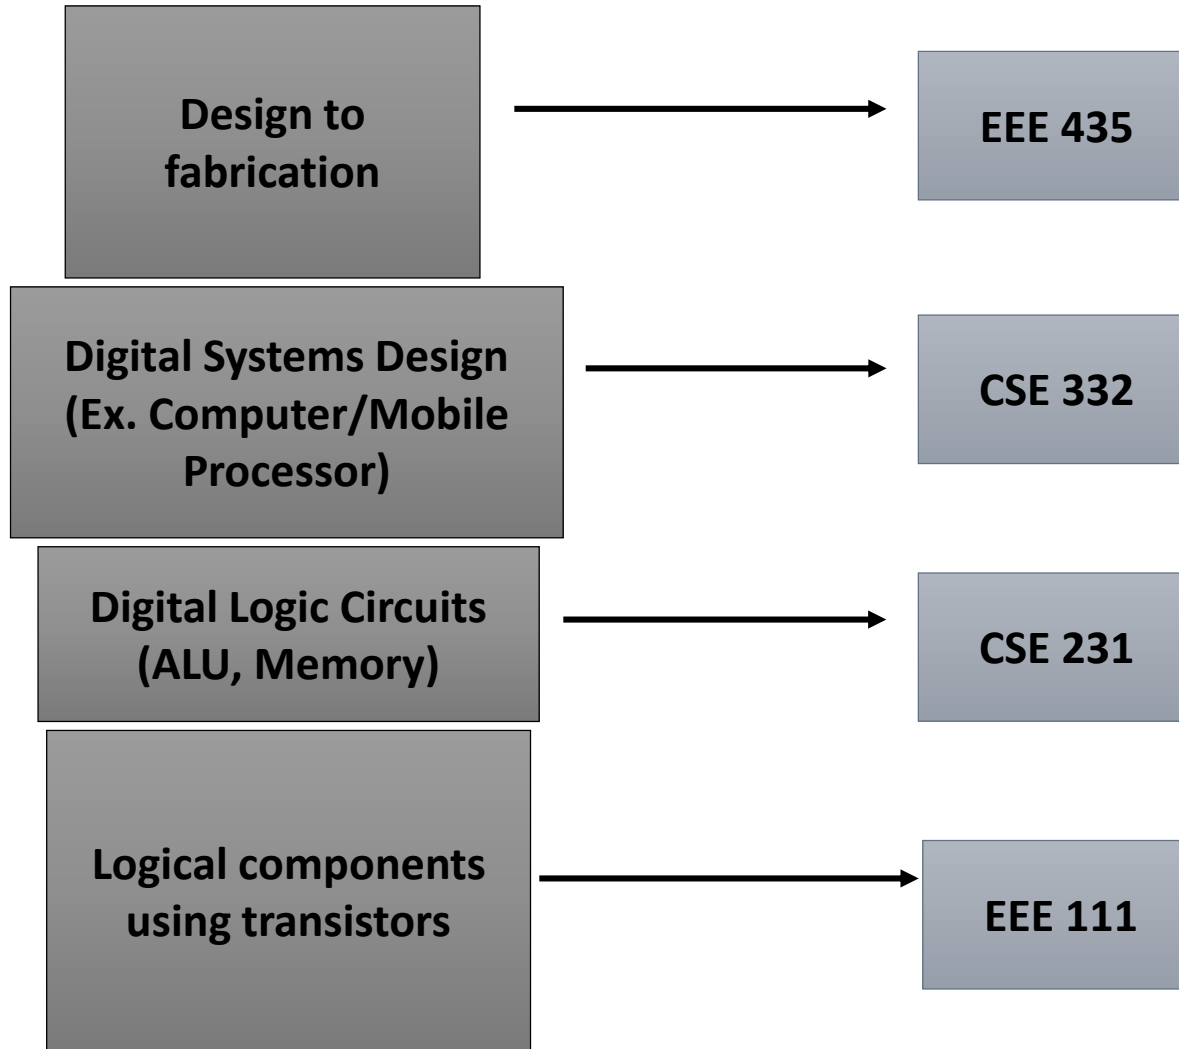 Design to
fabrication
EEE 435
Digital Systems Design
(Ex. Computer/Mobile
Processor)
CSE 332
Digital Logic Circuits
(ALU, Memory)
CSE 231
Logical components
using transistors
EEE 111